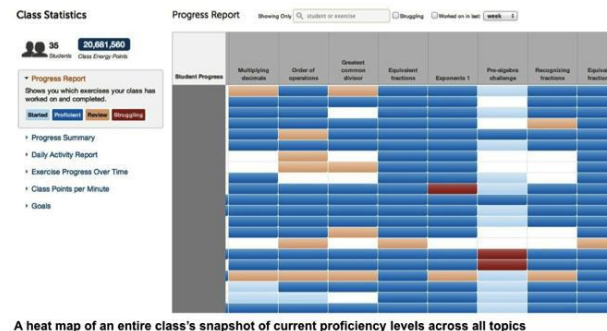 Class Statistics
35
Students
20,681,560
Class Energy Points
Progress Report
Shows you which exercises your class has
worked on and completed.
Started Proficient Review Struggling
Progress Summary
Daily Activity Report
Exercise Progress Over Time
Class Points per Minute
Goals
Progress Report
Showing Only student or exercise Struggling Worked on in last: week
Student Progress
Multiplying
decimals
Order of
operations
Greatest
common
divisor
Equivalent
fractions
Exponents 1
Pre-algebra
challenge
Recognizing
fractions
Equiva
fraction
A heat map of an entire class's snapshot of current proficiency levels across all topics